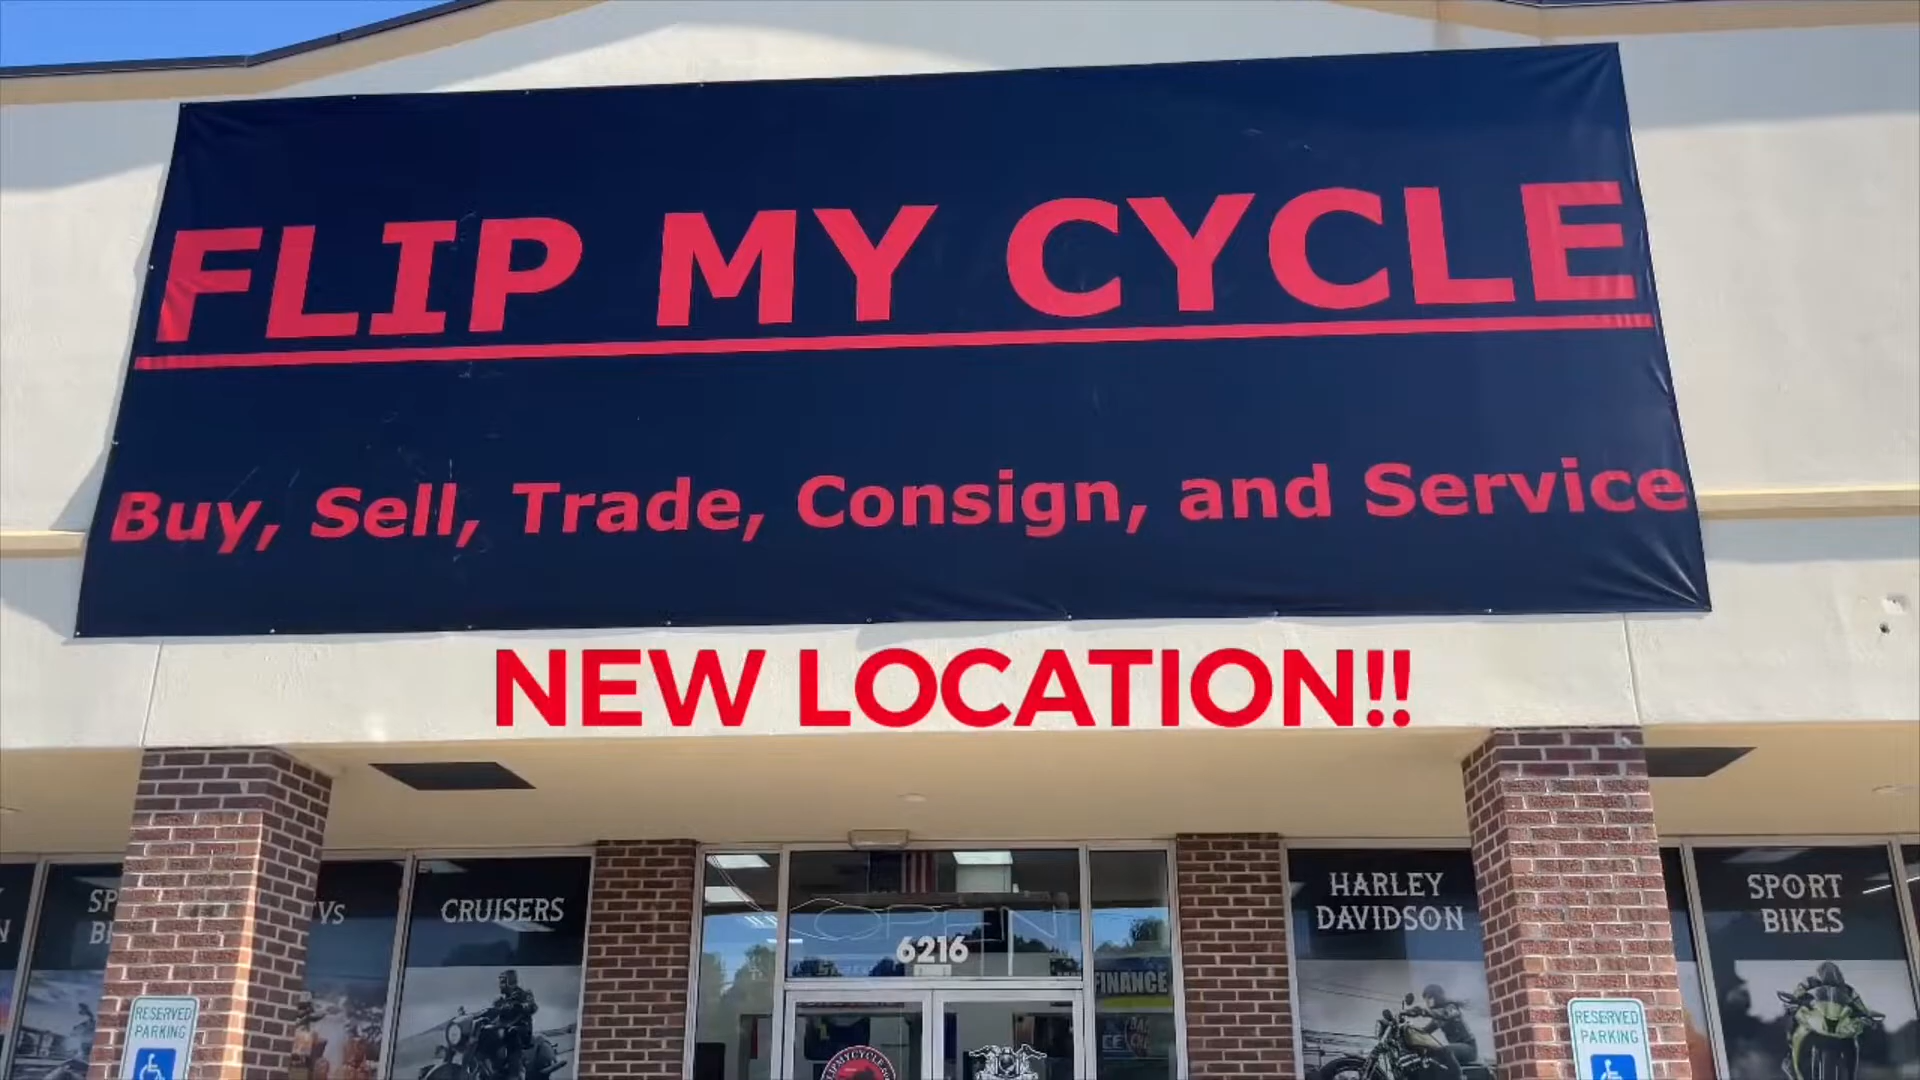 FLIP MY CYCLE
Buy, Sell, Trade, Consign, and Service
NEW LOCATION!!
CRUISERS
HARLEY
DAVIDSON
SPORT
BIKES
OPEN
6216
FINANCE
RESERVED
PARKING
RESERVED
PARKING